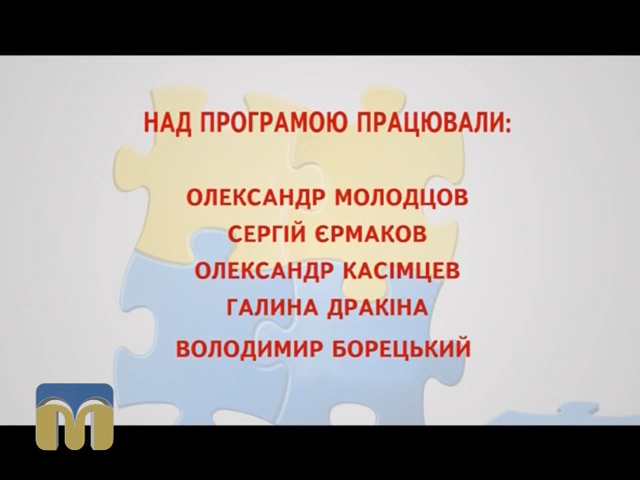 НАД ПРОГРАМОЮ ПРАЦЮВАЛИ:
ОЛЕКСАНДР МОЛОДЦОВ
СЕРГІЙ ЄРМАКОВ
ОЛЕКСАНДР КАСІМЦЕВ
ГАЛИНА ДРАКІНА
ВОЛОДИМИР БОРЕЦЬКИЙ
М